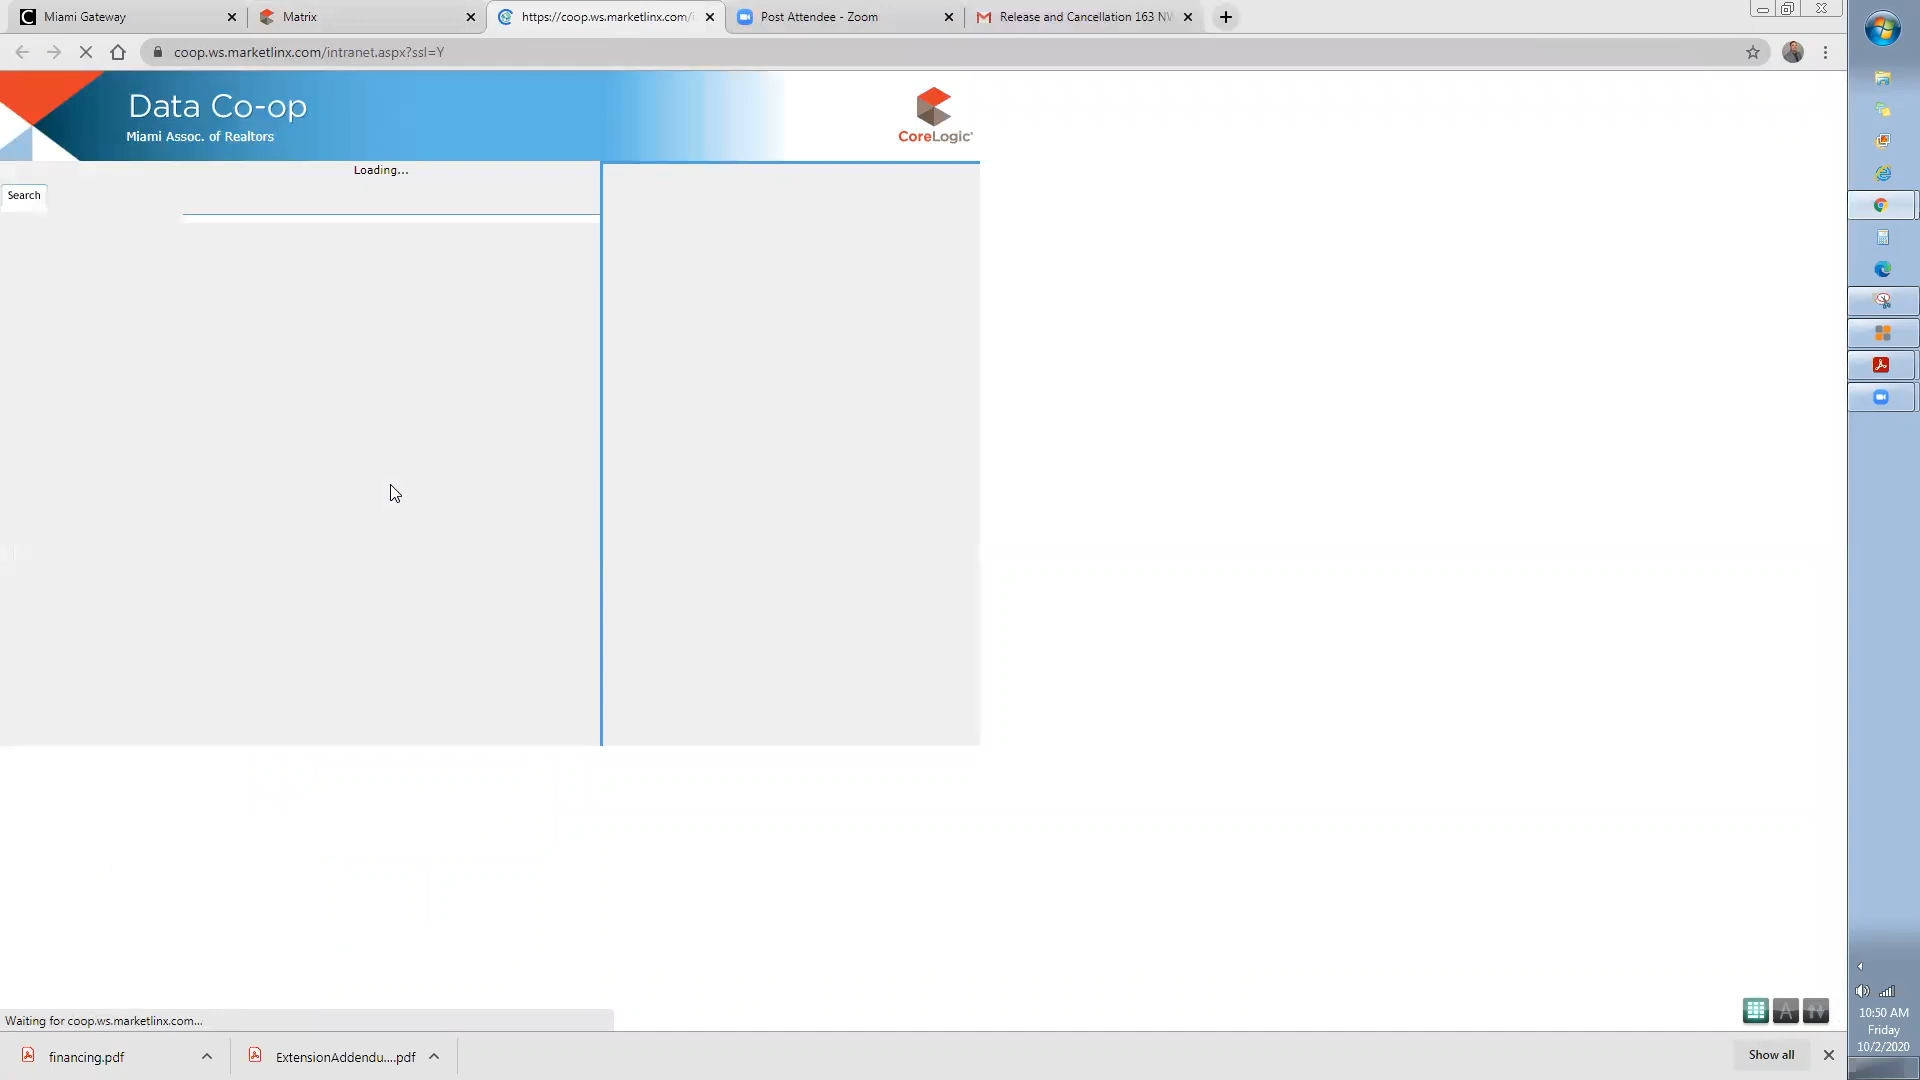 Miami Gateway
Matrix
https://coop.ws.marketlinx.com/i
Post Attendee - Zoom
Release and Cancellation 163 NW
coop.ws.marketlinx.com/intranet.aspx?ssl=Y
Data Co-op
Miami Assoc. of Realtors
CoreLogic
Loading...
Search
Waiting for coop.ws.marketlinx.com...
financing.pdf
ExtensionAddendu....pdf
Show all
10:50 AM
Friday
10/2/2020